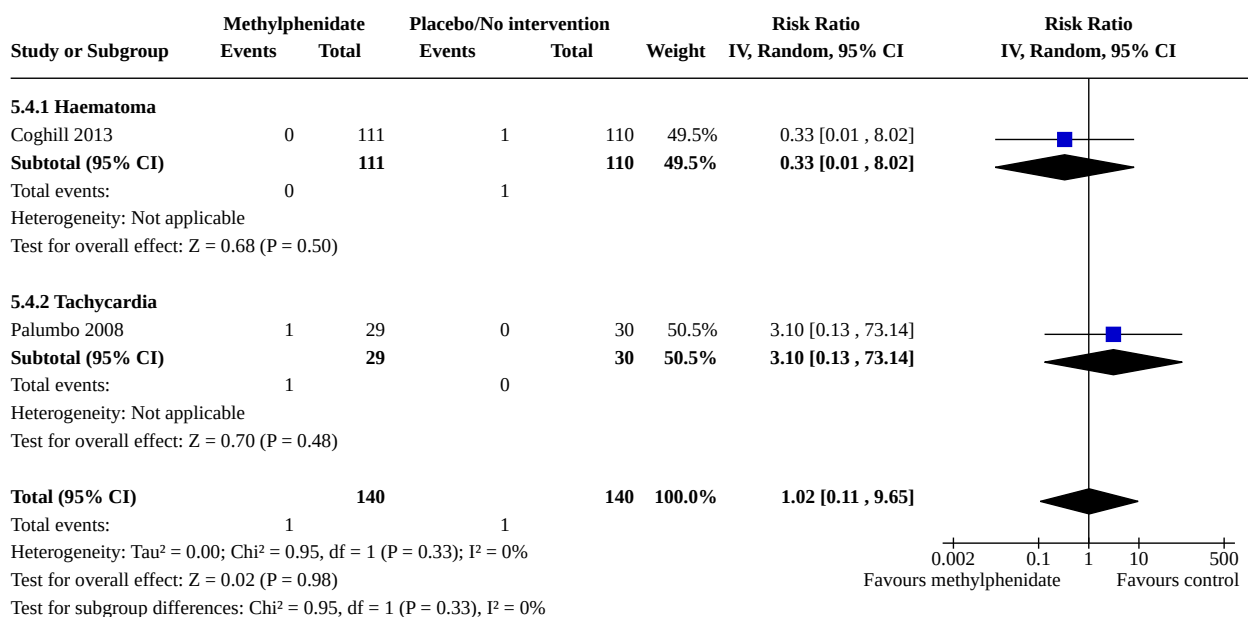 Methylphenidate Placebo/No intervention Risk Ratio Risk Ratio
Study or Subgroup Events Total Events Total Weight IV, Random, 95% CI IV, Random, 95% CI
5.4.1 Haematoma
Coghill 2013 0 111 1 110 49.5% 0.33 [0.01 , 8.02]
Subtotal (95% CI) 111 110 49.5% 0.33 [0.01 , 8.02]
Total events: 0 1
Heterogeneity: Not applicable
Test for overall effect: Z = 0.68 (P = 0.50)
5.4.2 Tachycardia
Palumbo 2008 1 29 0 30 50.5% 3.10 [0.13 , 73.14]
Subtotal (95% CI) 29 30 50.5% 3.10 [0.13 , 73.14]
Total events: 1 0
Heterogeneity: Not applicable
Test for overall effect: Z = 0.70 (P = 0.48)
Total (95% CI) 140 140 100.0% 1.02 [0.11 , 9.65]
Total events: 1 1
Heterogeneity: Tau² = 0.00; Chi² = 0.95, df = 1 (P = 0.33); I² = 0%
0.002 0.1 1 10 500
Test for overall effect: Z = 0.02 (P = 0.98) Favours methylphenidate Favours control
Test for subgroup differences: Chi² = 0.95, df = 1 (P = 0.33), I² = 0%